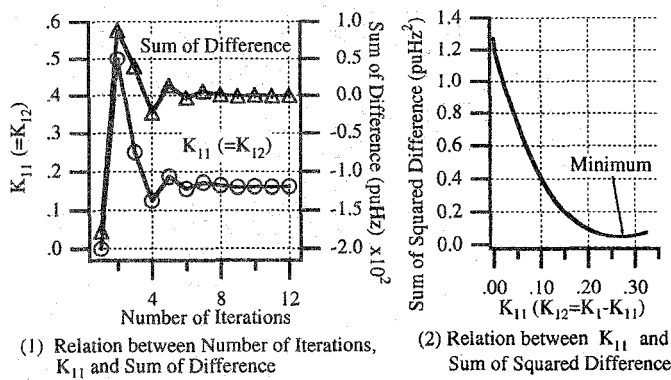 .6
.5
.4
.3
.2
.1
.0
K11 (=K12)
Sum of Difference
K11 (=K12)
1.0
0.5
0.0
-0.5
-1.0
-1.5
-2.0
Sum of Difference (puHz) x10^2
4
8
12
Number of Iterations
(1) Relation between Number of Iterations,
K11 and Sum of Difference
1.4
1.2
1.0
0.8
0.6
0.4
0.2
0.0
Sum of Squared Difference (puHz^2)
Minimum
.00
0.10
0.20
0.30
K11 (K12=K1-K11)
(2) Relation between K11 and
Sum of Squared Difference